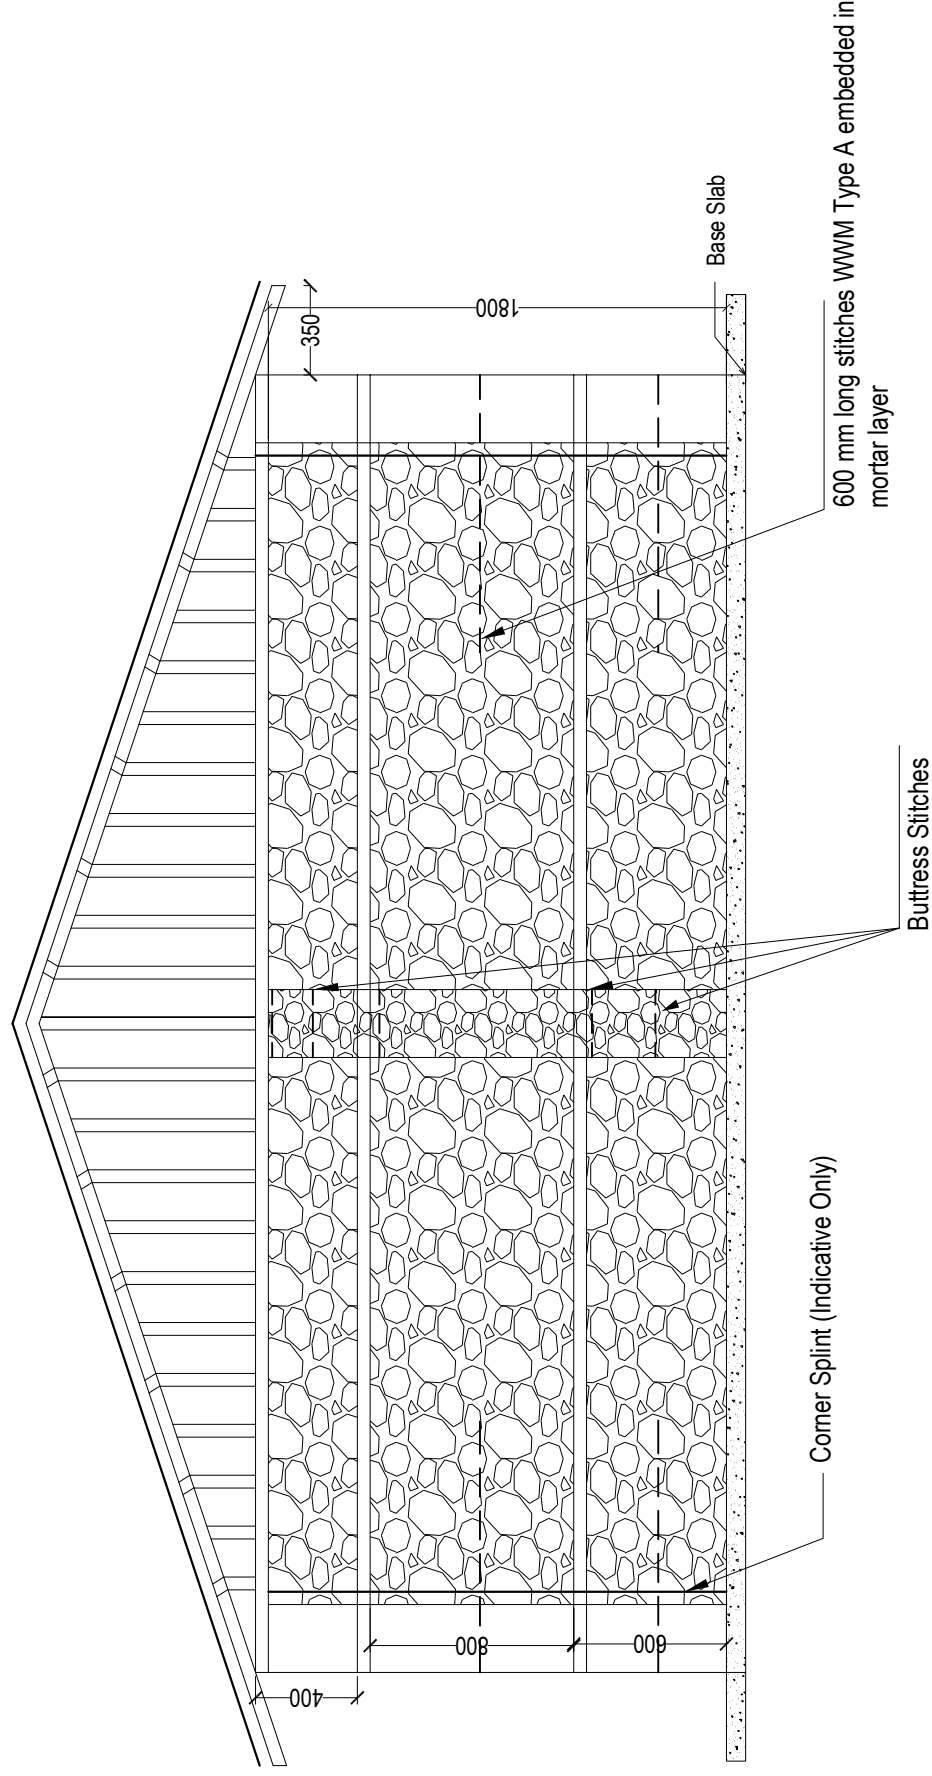 350
1800
Base Slab
600 mm long stitches WWM Type A embedded in
mortar layer
Buttress Stitches
Corner Splint (Indicative Only)
800
600
400